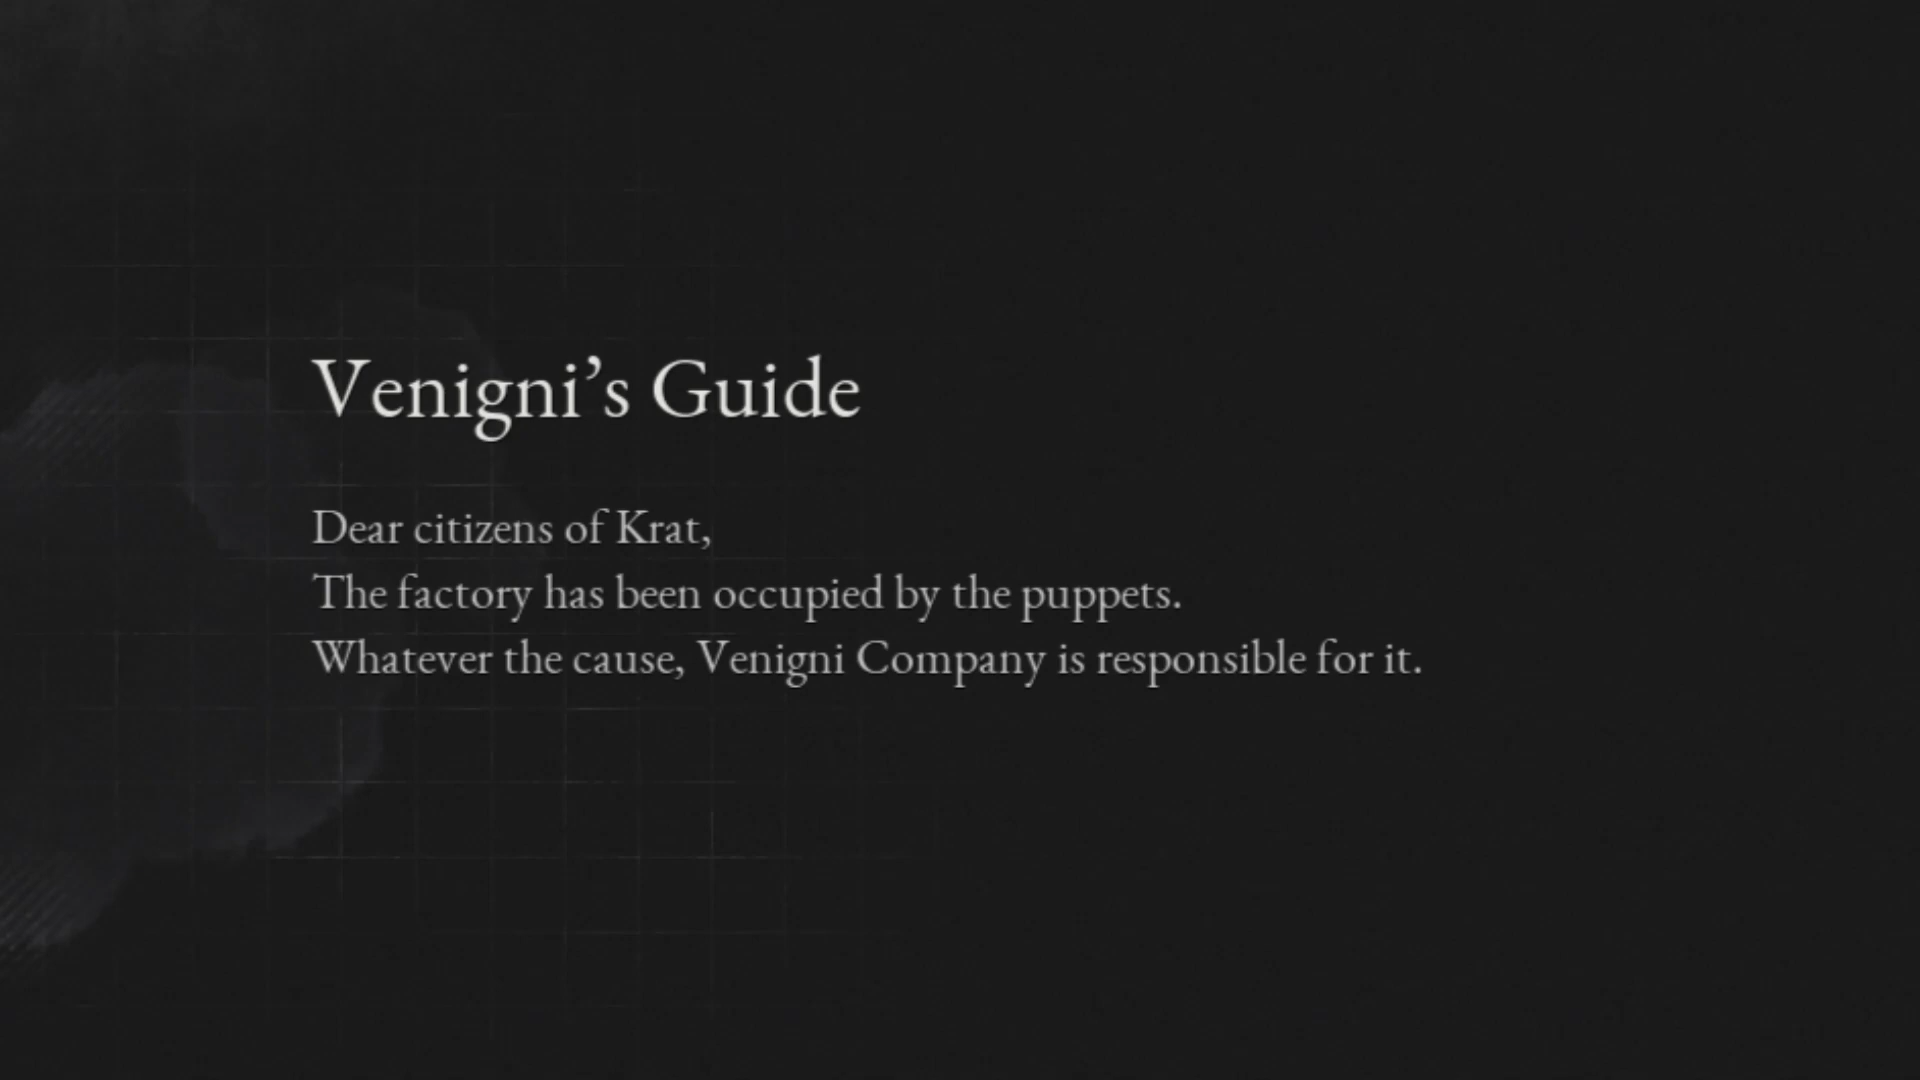 Venigni’s Guide
Dear citizens of Krat,
The factory has been occupied by the puppets.
Whatever the cause, Venigni Company is responsible for it.